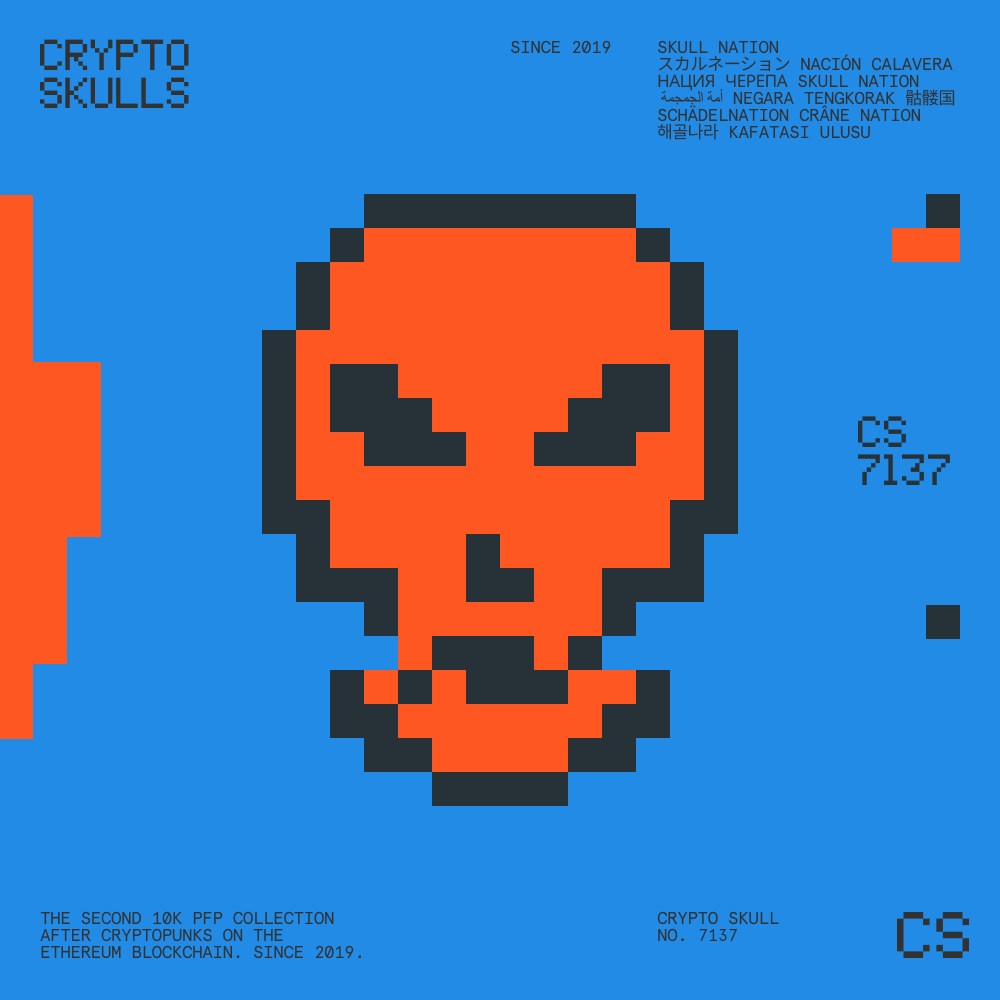 CRYPTO
SKULLS
SINCE 2019
SKULL NATION
スカルネーション NACIÓN CALAVERA
НАЦИЯ ЧЕРЕПА SKULL NATION
أمة الجمجمة NEGARA TENGKORAK 骷髅国
SCHÄDELNATION CRÂNE NATION
해골나라 KAFATASI ULUSU
CS
7137
THE SECOND 10K PFP COLLECTION
AFTER CRYPTOPUNKS ON THE
ETHEREUM BLOCKCHAIN. SINCE 2019.
CRYPTO SKULL
NO. 7137
CS